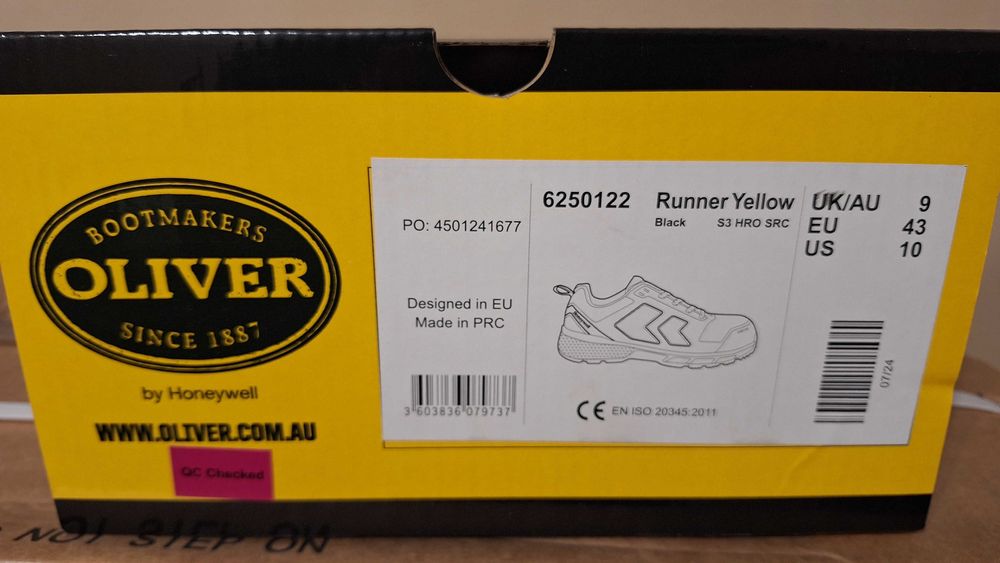 BOOTMAKERS
OLIVER
SINCE 1887
by Honeywell
WWW.OLIVER.COM.AU
QC Checked
PO: 4501241677
Designed in EU
Made in PRC
3 603836 079737
6250122 Runner Yellow
Black S3 HRO SRC
CE EN ISO 20345:2011
UK/AU 9
EU 43
US 10
07/24
NOT STEP ON